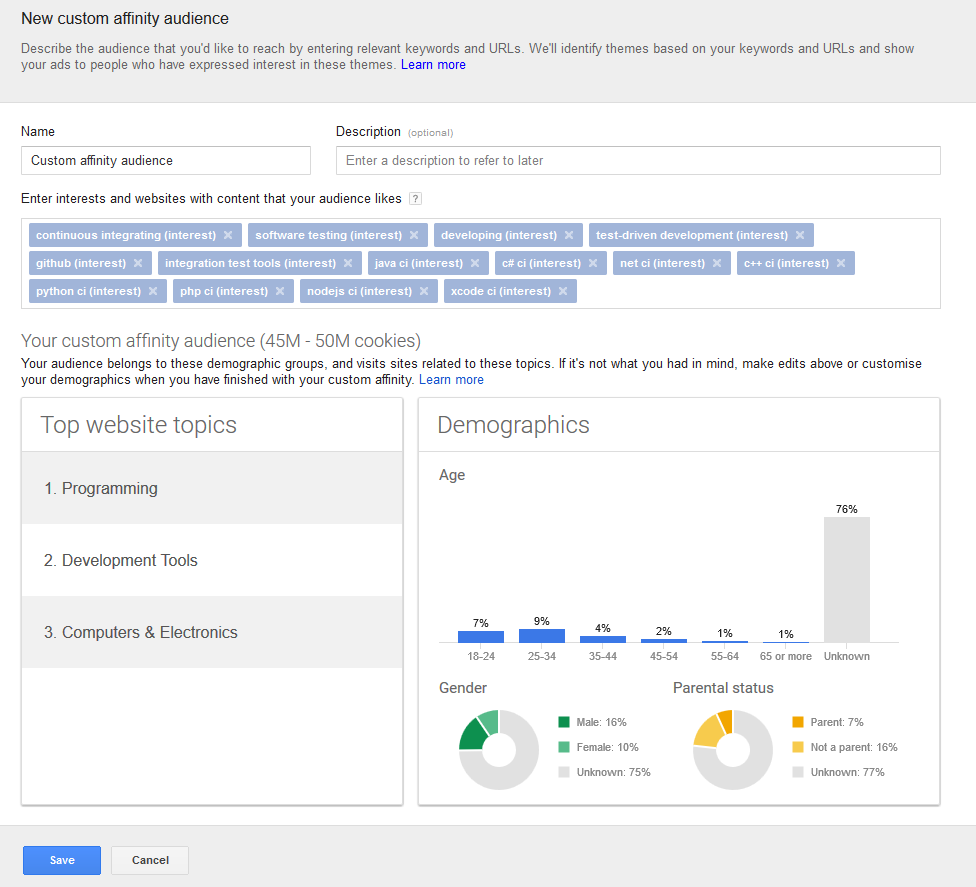 New custom affinity audience
Describe the audience that you'd like to reach by entering relevant keywords and URLs. We'll identify themes based on your keywords and URLs and show
your ads to people who have expressed interest in these themes. Learn more
Name
Description (optional)
Custom affinity audience
Enter a description to refer to later
Enter interests and websites with content that your audience likes ?
continuous integrating (interest) × software testing (interest) × developing (interest) × test-driven development (interest) ×
github (interest) × integration test tools (interest) × java ci (interest) × c# ci (interest) × net ci (interest) × c++ ci (interest) ×
python ci (interest) × php ci (interest) × nodejs ci (interest) × xcode ci (interest) ×
Your custom affinity audience (45M - 50M cookies)
Your audience belongs to these demographic groups, and visits sites related to these topics. If it's not what you had in mind, make edits above or customise
your demographics when you have finished with your custom affinity. Learn more
Top website topics
1. Programming
2. Development Tools
3. Computers & Electronics
Demographics
Age
76%
7% 9% 4% 2% 1% 1%
18-24 25-34 35-44 45-54 55-64 65 or more Unknown
Gender
Male: 16%
Female: 10%
Unknown: 75%
Parental status
Parent: 7%
Not a parent: 16%
Unknown: 77%
Save Cancel